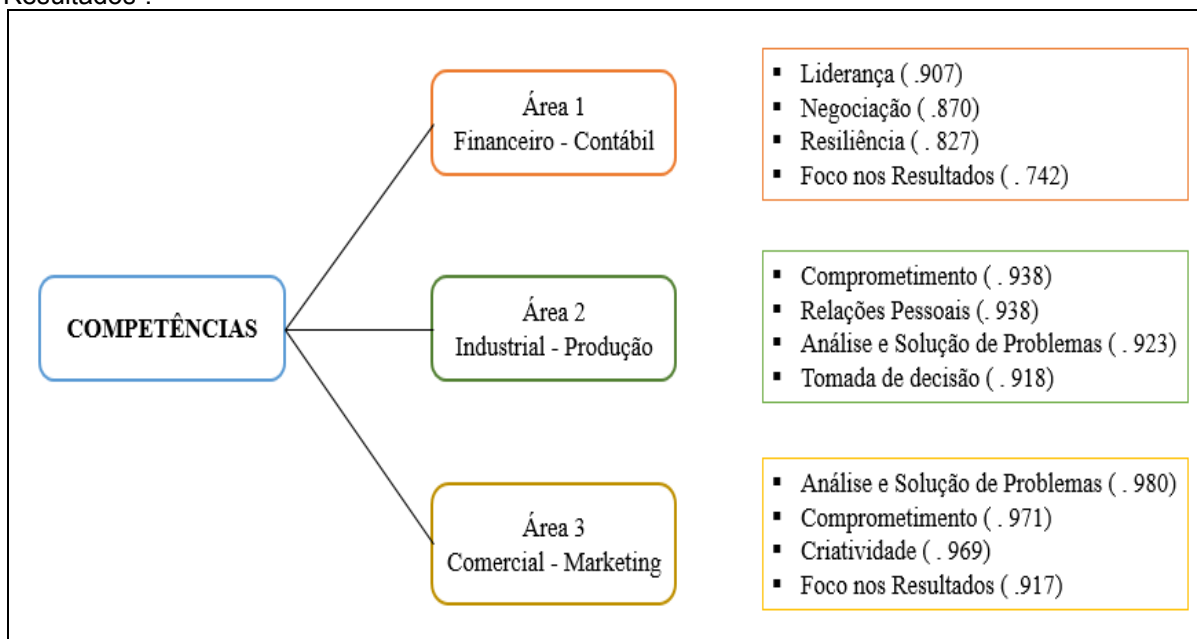 Resultados".
COMPETÊNCIAS
Área 1
Financeiro - Contábil
▪ Liderança ( .907)
▪ Negociação ( .870)
▪ Resiliência ( . 827)
▪ Foco nos Resultados ( . 742)
Área 2
Industrial - Produção
▪ Comprometimento ( . 938)
▪ Relações Pessoais ( . 938)
▪ Análise e Solução de Problemas ( . 923)
▪ Tomada de decisão ( . 918)
Área 3
Comercial - Marketing
▪ Análise e Solução de Problemas ( . 980)
▪ Comprometimento ( . 971)
▪ Criatividade ( . 969)
▪ Foco nos Resultados ( .917)